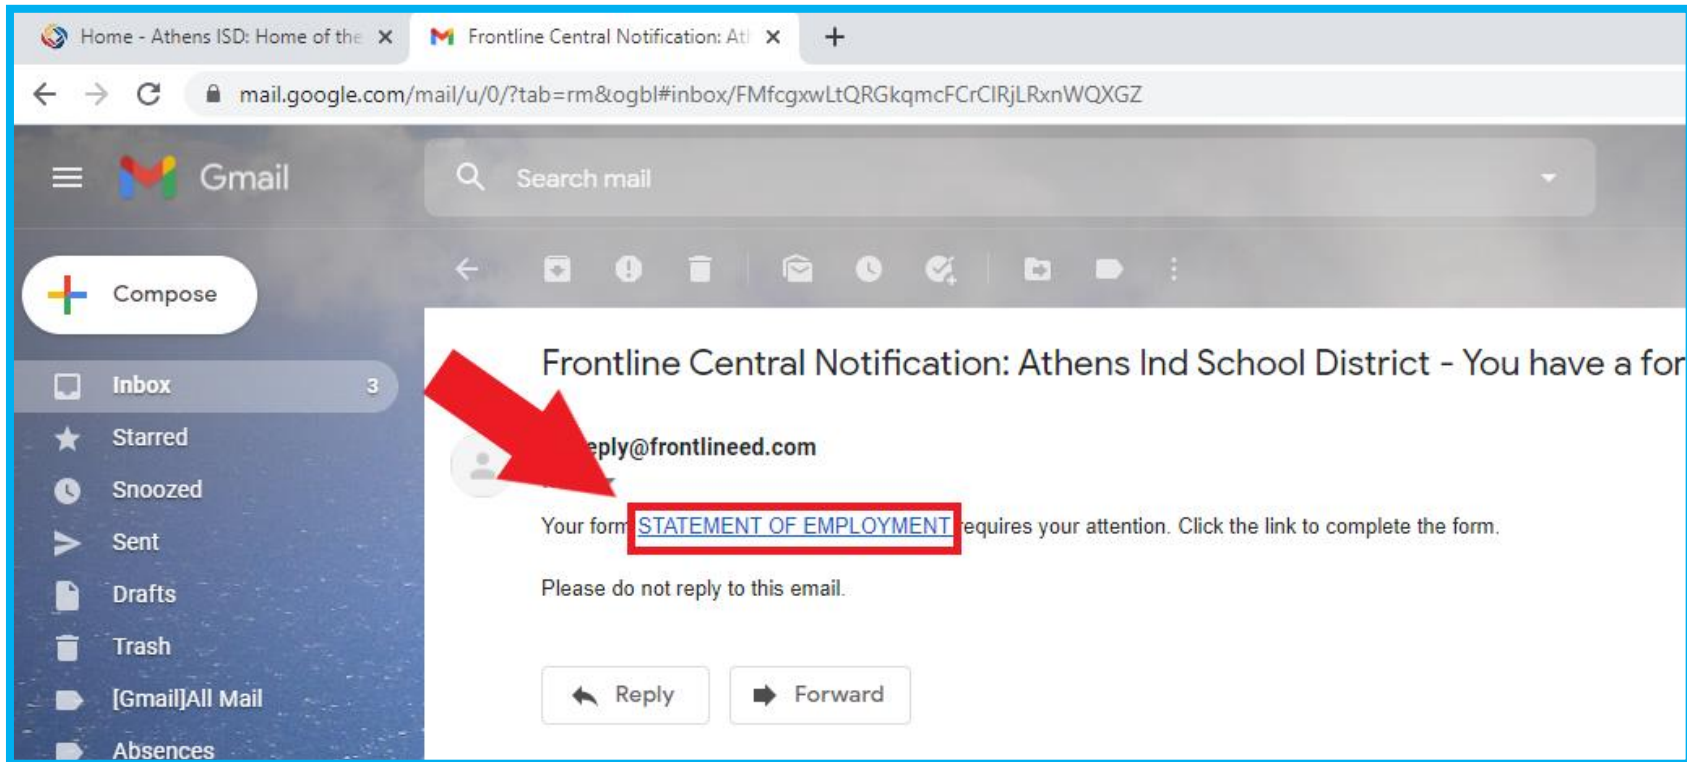 Home - Athens ISD: Home of the
Frontline Central Notification: Ath
mail.google.com/mail/u/0/?tab=rm&ogbl#inbox/FMfcgxwLtQRGkqmcFCrClRjLRxnWQXGZ
Gmail
Search mail
Compose
Frontline Central Notification: Athens Ind School District - You have a for
Inbox 3
Starred
eply@frontlineed.com
Snoozed
Your form STATEMENT OF EMPLOYMENT requires your attention. Click the link to complete the form.
Sent
Drafts
Please do not reply to this email.
Trash
[Gmail]All Mail
Reply
Forward
Absences